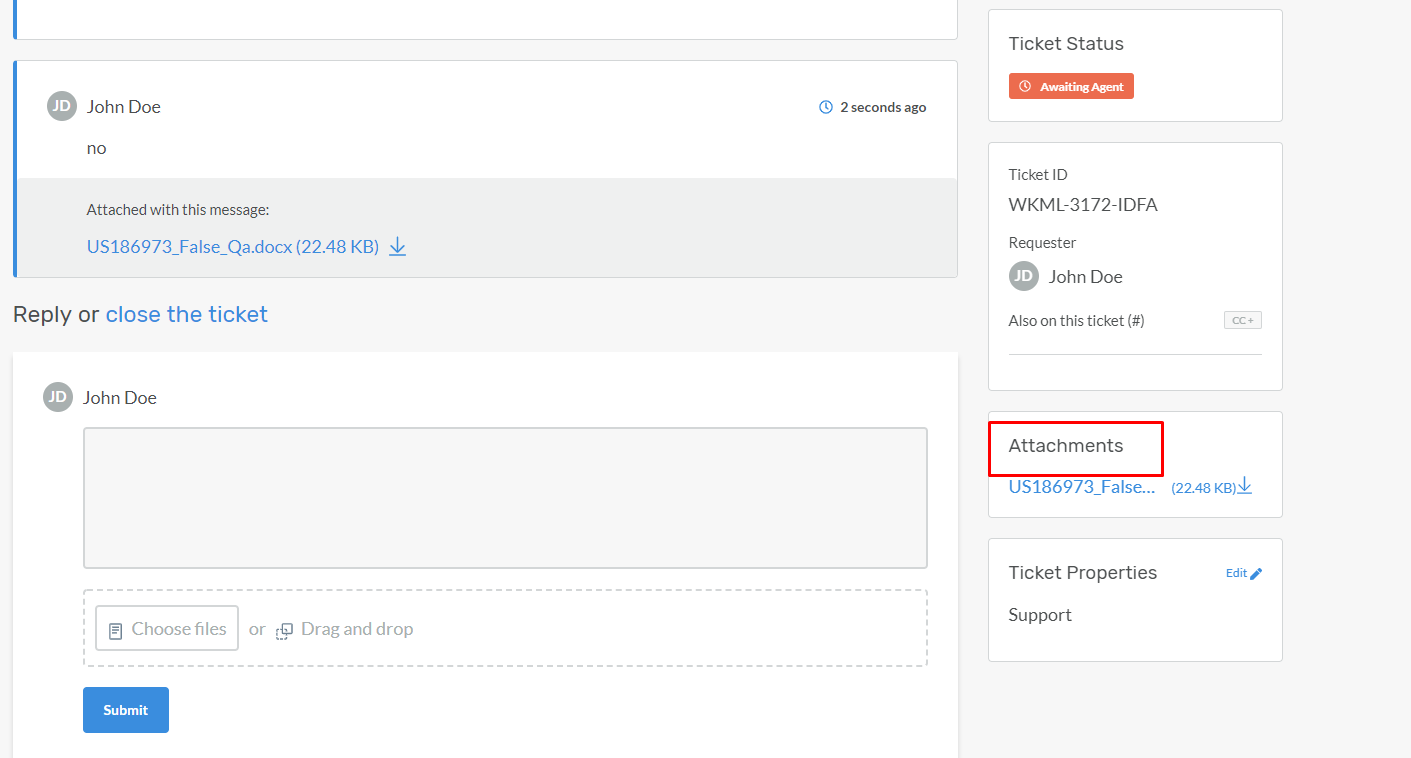 JD John Doe
2 seconds ago
no
Attached with this message:
US186973_False_Qa.docx (22.48 KB)
Reply or close the ticket
JD John Doe
Choose files or Drag and drop
Submit
Ticket Status
Awaiting Agent
Ticket ID
WKML-3172-IDFA
Requester
JD John Doe
Also on this ticket (#) CC +
Attachments
US186973_False... (22.48 KB)
Ticket Properties Edit
Support